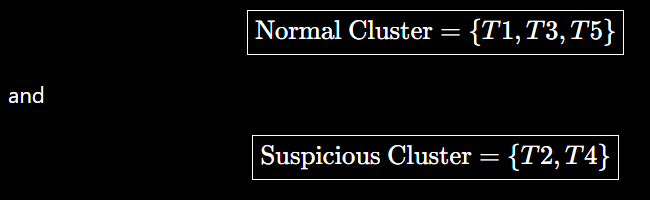 Normal Cluster = {T1, T3, T5}
and
Suspicious Cluster = {T2, T4}